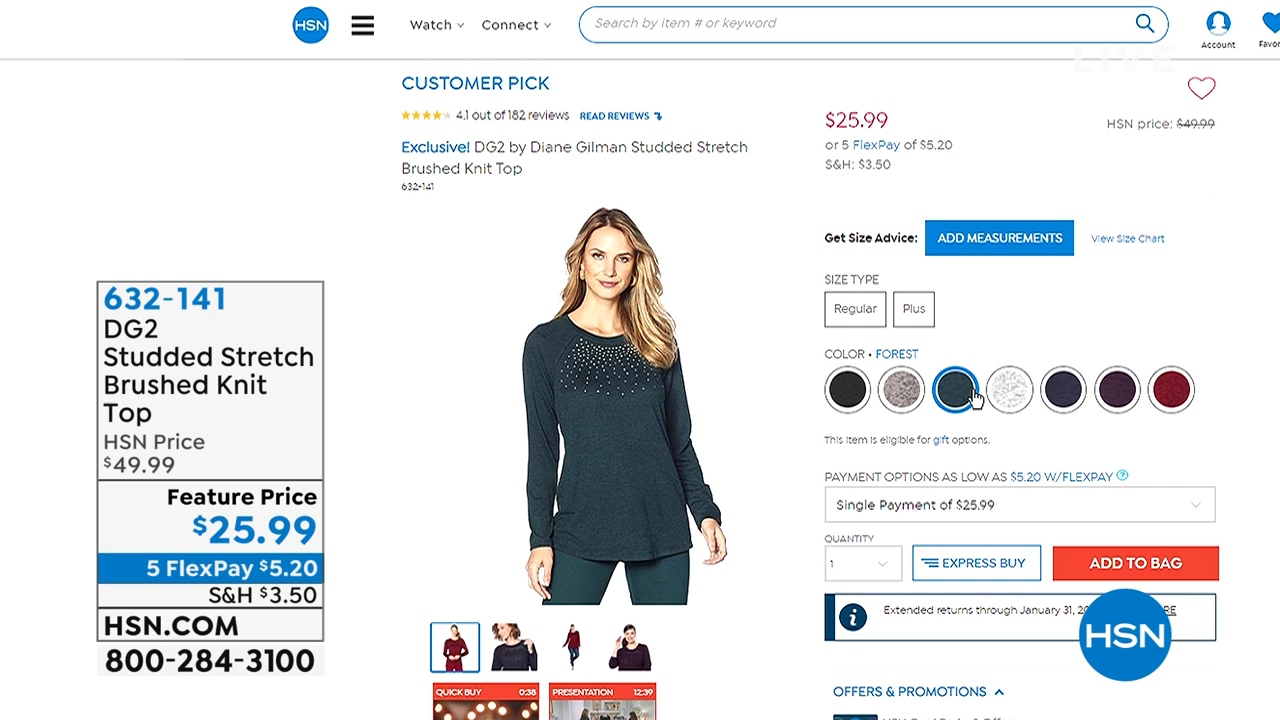 HSN
Watch
Connect
Search by item # or keyword
Account
LIVE
CUSTOMER PICK
4.1 out of 182 reviews READ REVIEWS
Exclusive! DG2 by Diane Gilman Studded Stretch
Brushed Knit Top
632-141
$25.99
HSN price: $49.99
or 5 FlexPay of $5.20
S&H: $3.50
Get Size Advice: ADD MEASUREMENTS View Size Chart
SIZE TYPE
Regular Plus
COLOR • FOREST
This item is eligible for gift options.
PAYMENT OPTIONS AS LOW AS $5.20 W/FLEXPAY ?
Single Payment of $25.99
QUANTITY
1
EXPRESS BUY
ADD TO BAG
Extended returns through January 31, 20
HSN
OFFERS & PROMOTIONS
QUICK BUY 0:38
PRESENTATION 12:39
632-141
DG2
Studded Stretch
Brushed Knit
Top
HSN Price
$49.99
Feature Price
$25.99
5 FlexPay $5.20
S&H $3.50
HSN.COM
800-284-3100